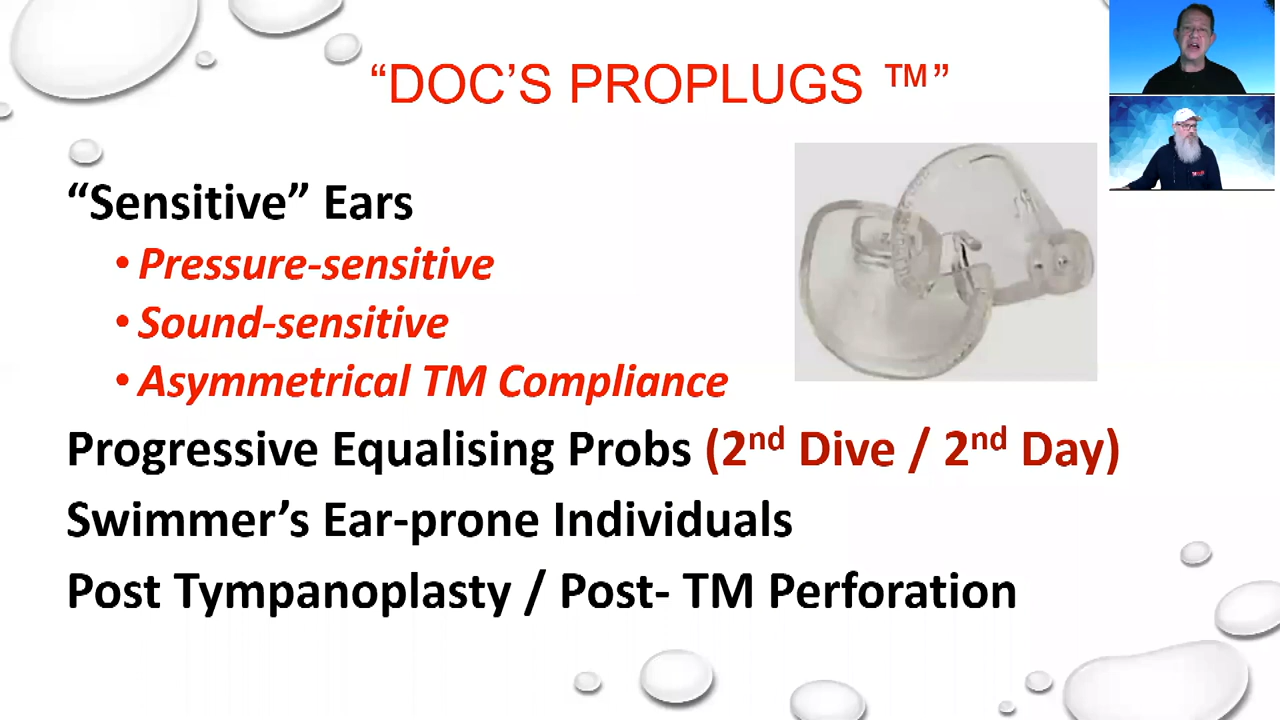 “DOC’S PROPLUGS ™”
“Sensitive” Ears
• Pressure-sensitive
• Sound-sensitive
• Asymmetrical TM Compliance
Progressive Equalising Probs (2nd Dive / 2nd Day)
Swimmer’s Ear-prone Individuals
Post Tympanoplasty / Post- TM Perforation